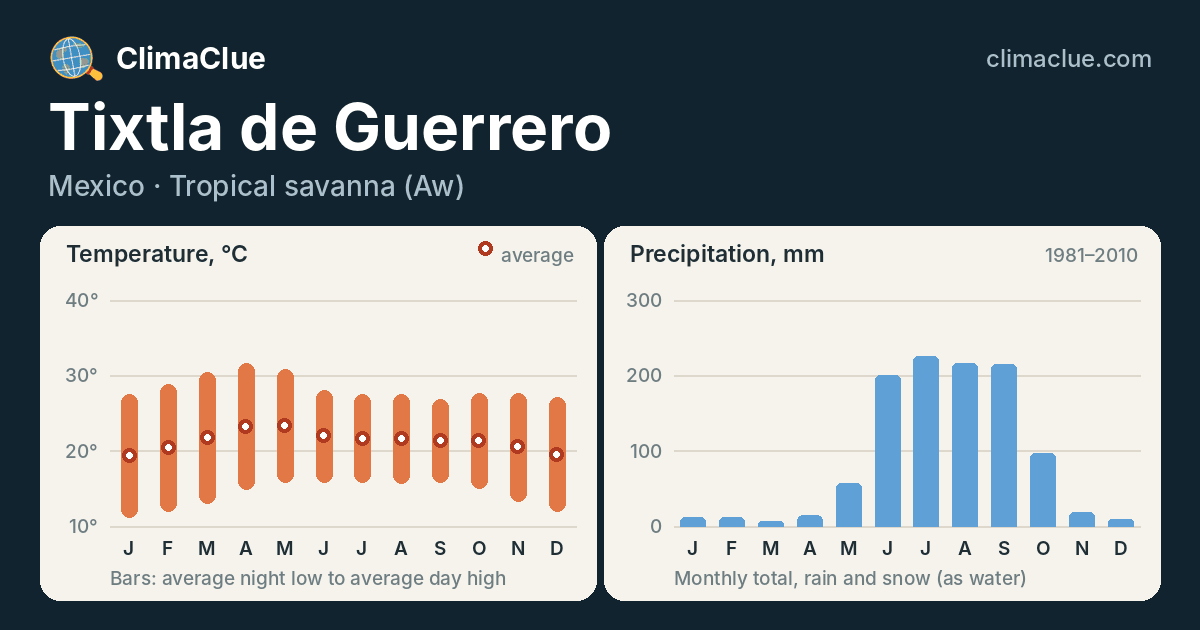 ClimaClue
climaclue.com
Tixtla de Guerrero
Mexico · Tropical savanna (Aw)
Temperature, °C
average
40°
30°
20°
10°
J F M A M J J A S O N D
Bars: average night low to average day high
Precipitation, mm
1981–2010
300
200
100
0
J F M A M J J A S O N D
Monthly total, rain and snow (as water)